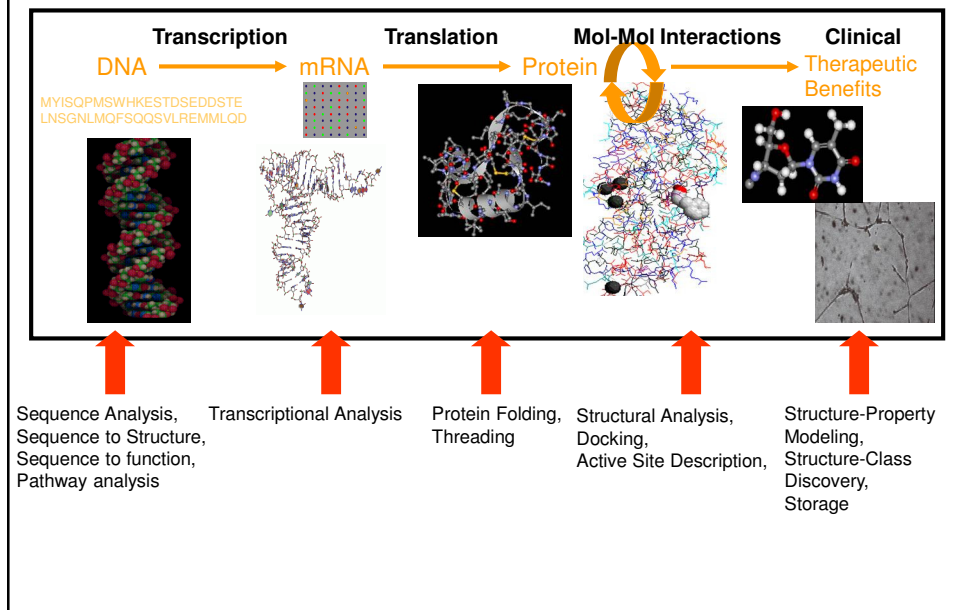 Transcription Translation Mol-Mol Interactions Clinical
DNA mRNA Protein Therapeutic
Benefits
MYISQPMSWHKESTDSEDDSTE
LNSGNLMQFSQQSVLREMMLQD
Sequence Analysis,
Sequence to Structure,
Sequence to function,
Pathway analysis
Transcriptional Analysis
Protein Folding,
Threading
Structural Analysis,
Docking,
Active Site Description,
Structure-Property
Modeling,
Structure-Class
Discovery,
Storage